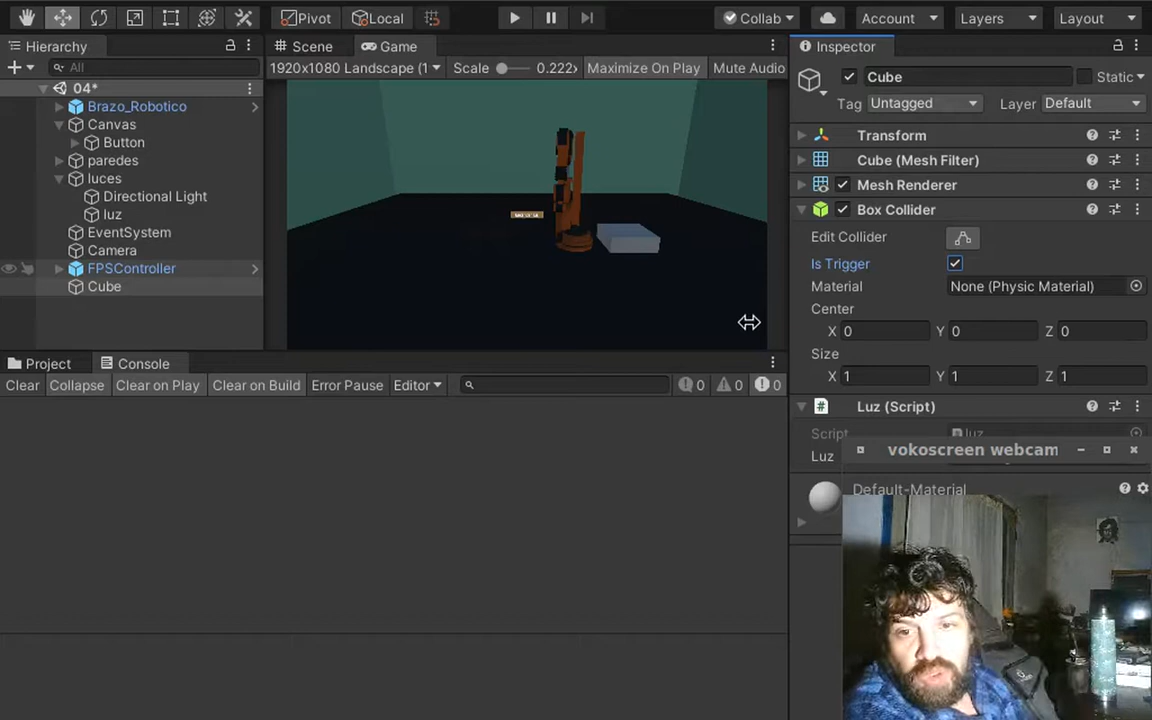 Pivot Local Collab Account Layers Layout
Hierarchy Scene Game Inspector
All
1920x1080 Landscape (1 Scale 0.222x Maximize On Play Mute Audio
04*
Brazo_Robotico
Canvas
Button
paredes
luces
Directional Light
luz
EventSystem
Camera
FPSController
Cube
Cube Static
Tag Untagged Layer Default
Transform
Cube (Mesh Filter)
Mesh Renderer
Box Collider
Edit Collider
Is Trigger
Material None (Physic Material)
Center
X 0 Y 0 Z 0
Size
X 1 Y 1 Z 1
Luz (Script)
Script luz
Luz
Default-Material
vokoscreen webcam
Project Console
Clear Collapse Clear on Play Clear on Build Error Pause Editor 0 0 0